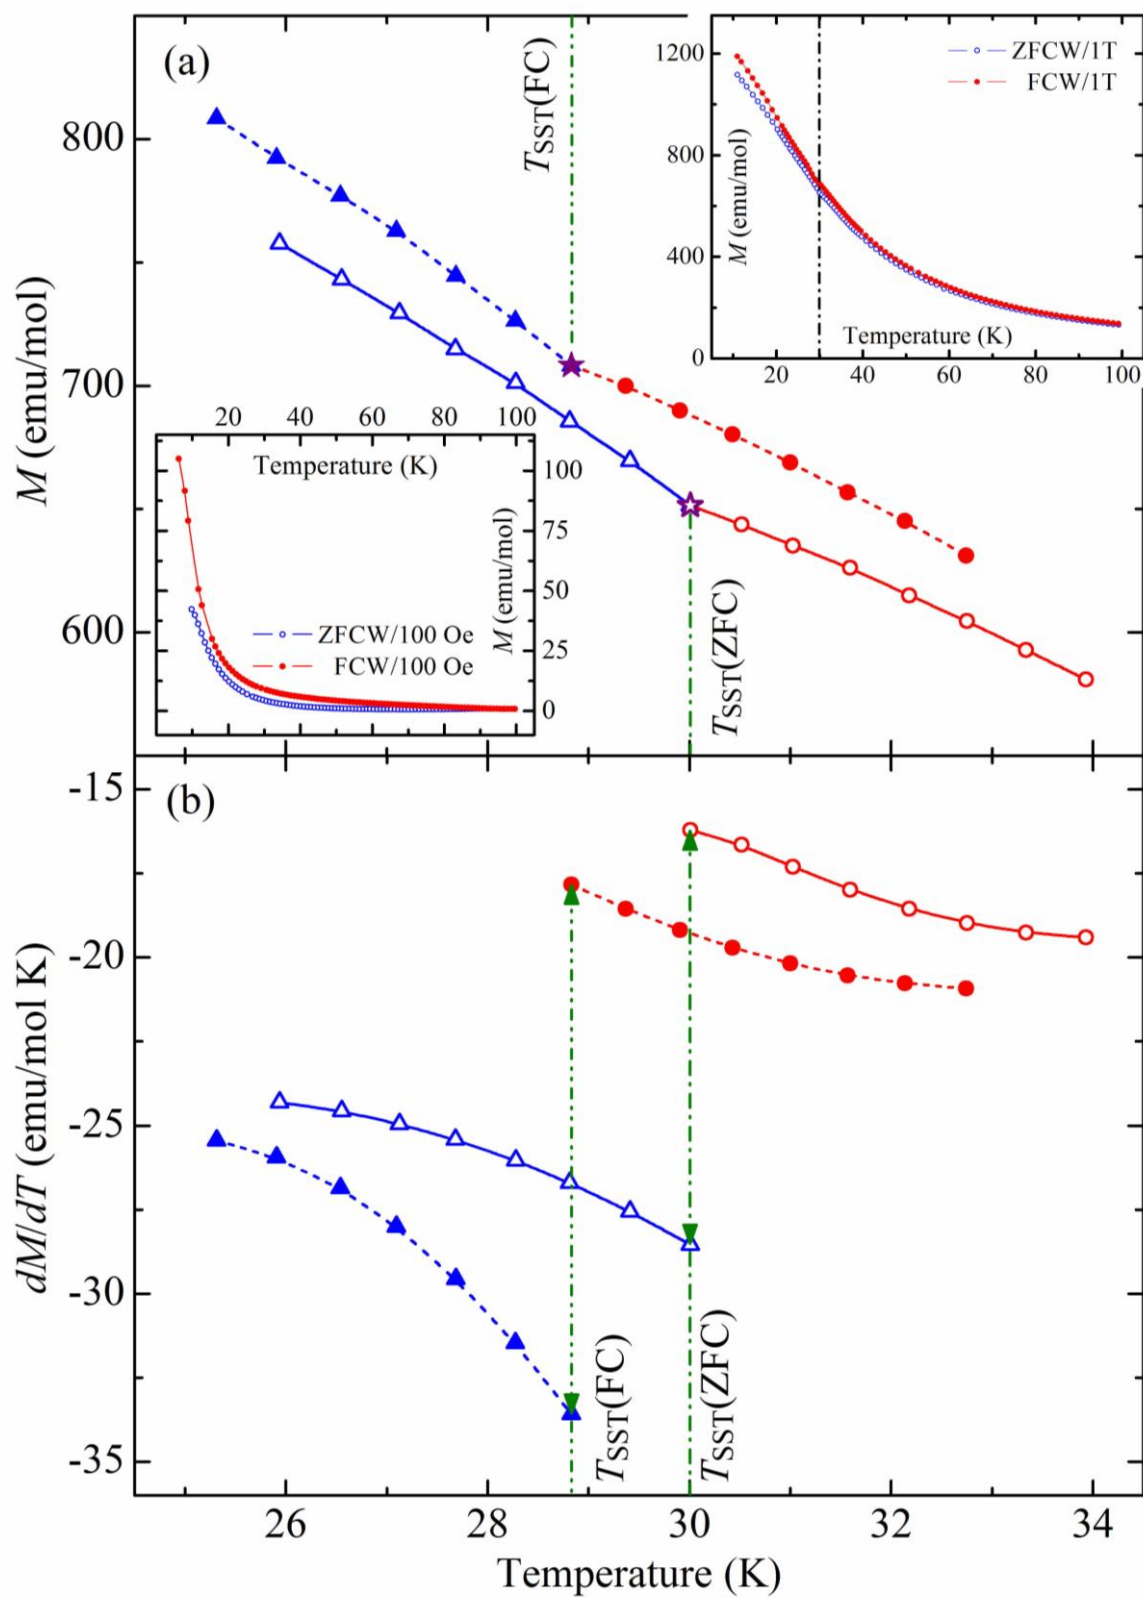 (a)
T_SST(FC)
1200
800
400
0
M (emu/mol)
ZFCW/1T
FCW/1T
Temperature (K)
20 40 60 80 100
800
700
600
M (emu/mol)
20 40 60 80 100
Temperature (K)
100
75
50
25
0
M (emu/mol)
ZFCW/100 Oe
FCW/100 Oe
T_SST(ZFC)
(b)
-15
-20
-25
-30
-35
dM/dT (emu/mol K)
T_SST(FC)
T_SST(ZFC)
26 28 30 32 34
Temperature (K)